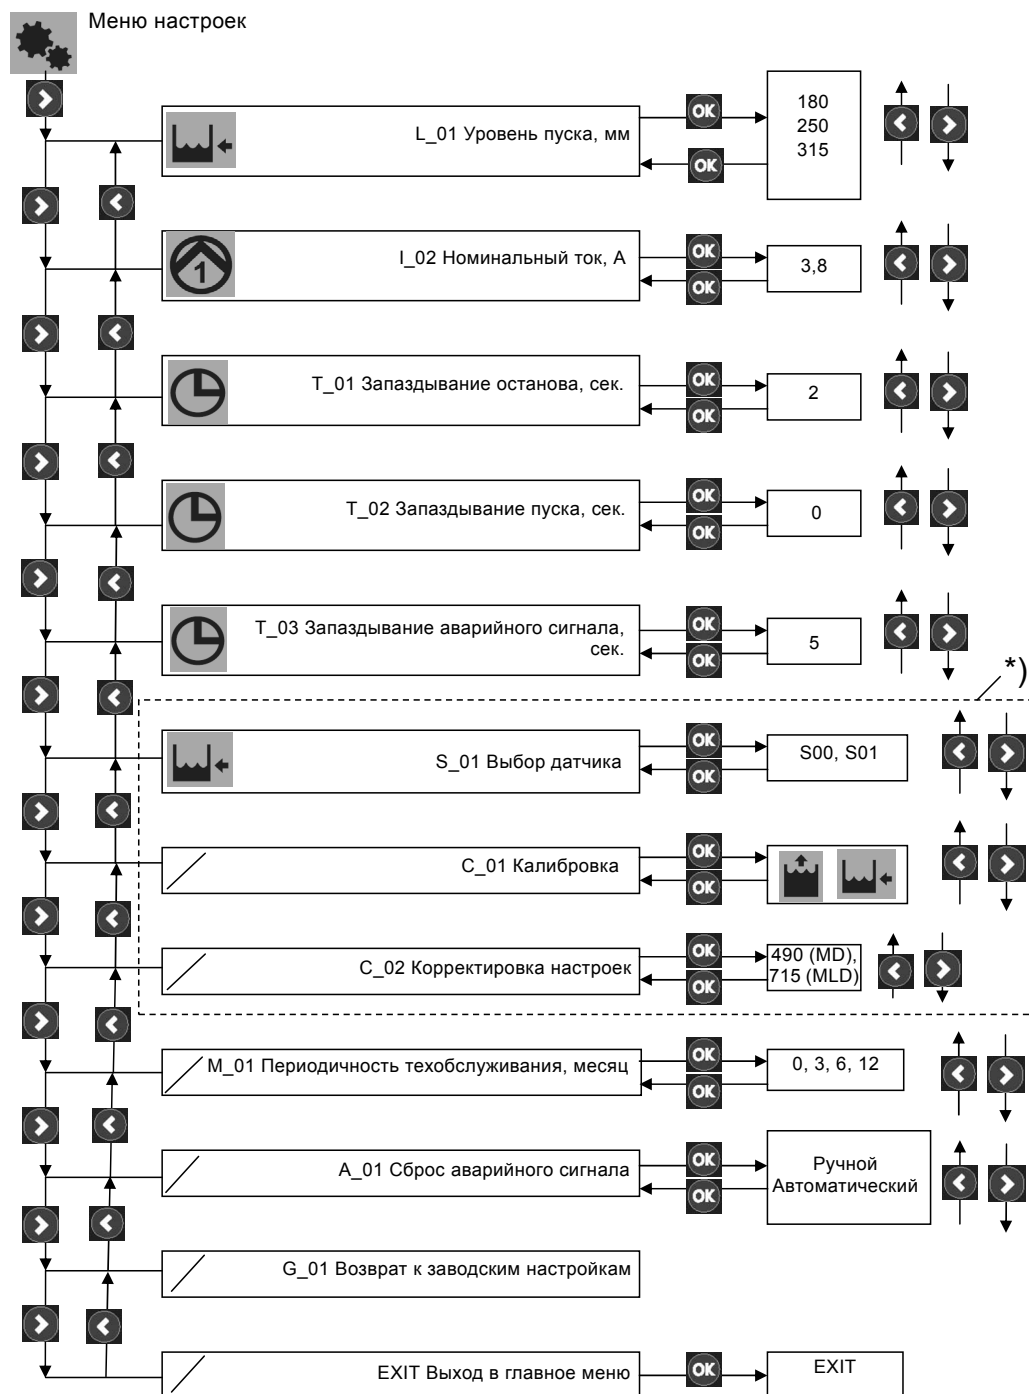 Меню настроек
L_01 Уровень пуска, мм
OK
OK
180
250
315
1
I_02 Номинальный ток, А
OK
OK
3,8
T_01 Запаздывание останова, сек.
OK
OK
2
T_02 Запаздывание пуска, сек.
OK
OK
0
T_03 Запаздывание аварийного сигнала,
сек.
OK
OK
5
*)
S_01 Выбор датчика
OK
OK
S00, S01
C_01 Калибровка
OK
OK
C_02 Корректировка настроек
OK
OK
490 (MD),
715 (MLD)
M_01 Периодичность техобслуживания, месяц
OK
OK
0, 3, 6, 12
A_01 Сброс аварийного сигнала
OK
OK
Ручной
Автоматический
G_01 Возврат к заводским настройкам
EXIT Выход в главное меню
OK
EXIT